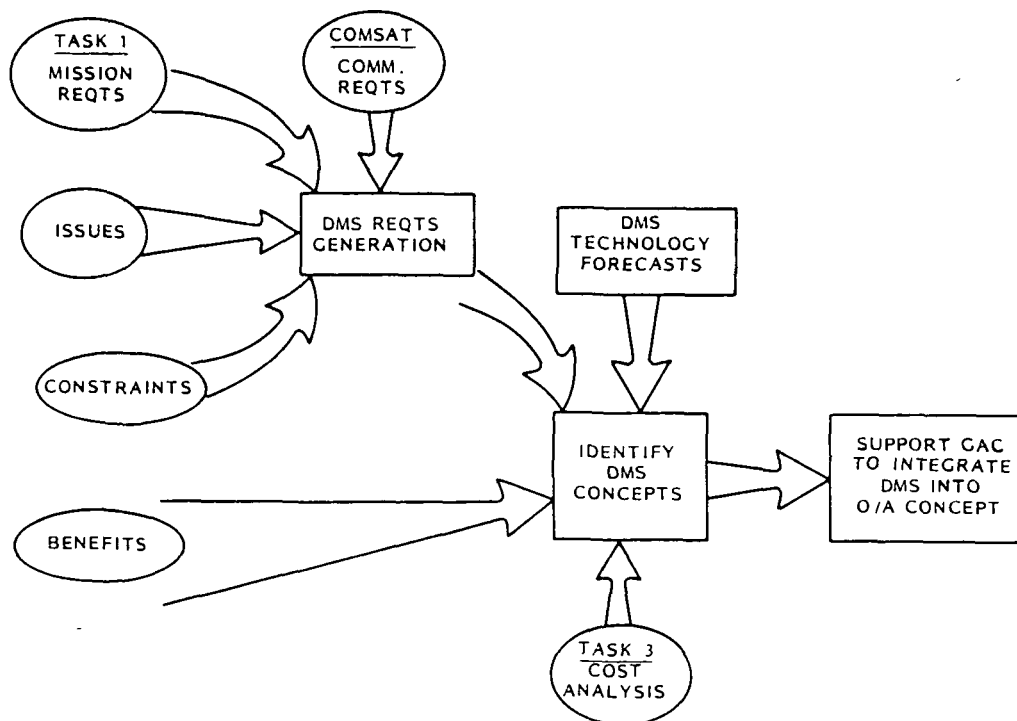 TASK 1
MISSION
REQTS
COMSAT
COMM.
REQTS
ISSUES
DMS REQTS
GENERATION
DMS
TECHNOLOGY
FORECASTS
CONSTRAINTS
IDENTIFY
DMS
CONCEPTS
SUPPORT GAC
TO INTEGRATE
DMS INTO
O/A CONCEPT
BENEFITS
TASK 3
COST
ANALYSIS